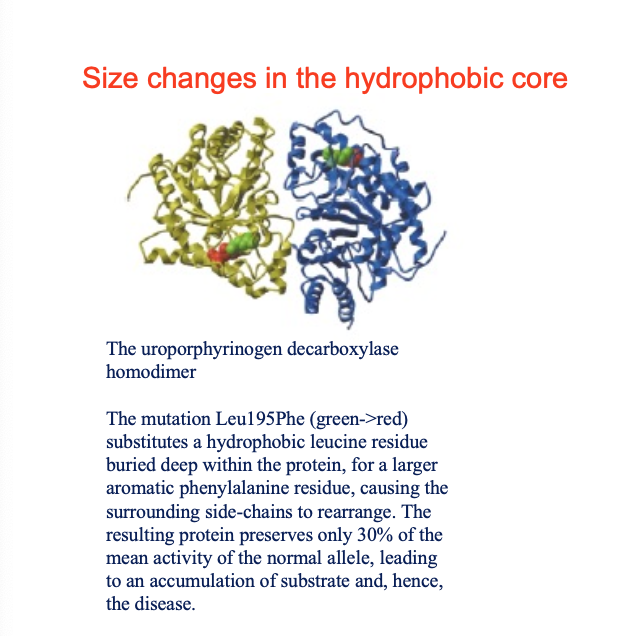 Size changes in the hydrophobic core
The uroporphyrinogen decarboxylase
homodimer
The mutation Leu195Phe (green->red)
substitutes a hydrophobic leucine residue
buried deep within the protein, for a larger
aromatic phenylalanine residue, causing the
surrounding side-chains to rearrange. The
resulting protein preserves only 30% of the
mean activity of the normal allele, leading
to an accumulation of substrate and, hence,
the disease.